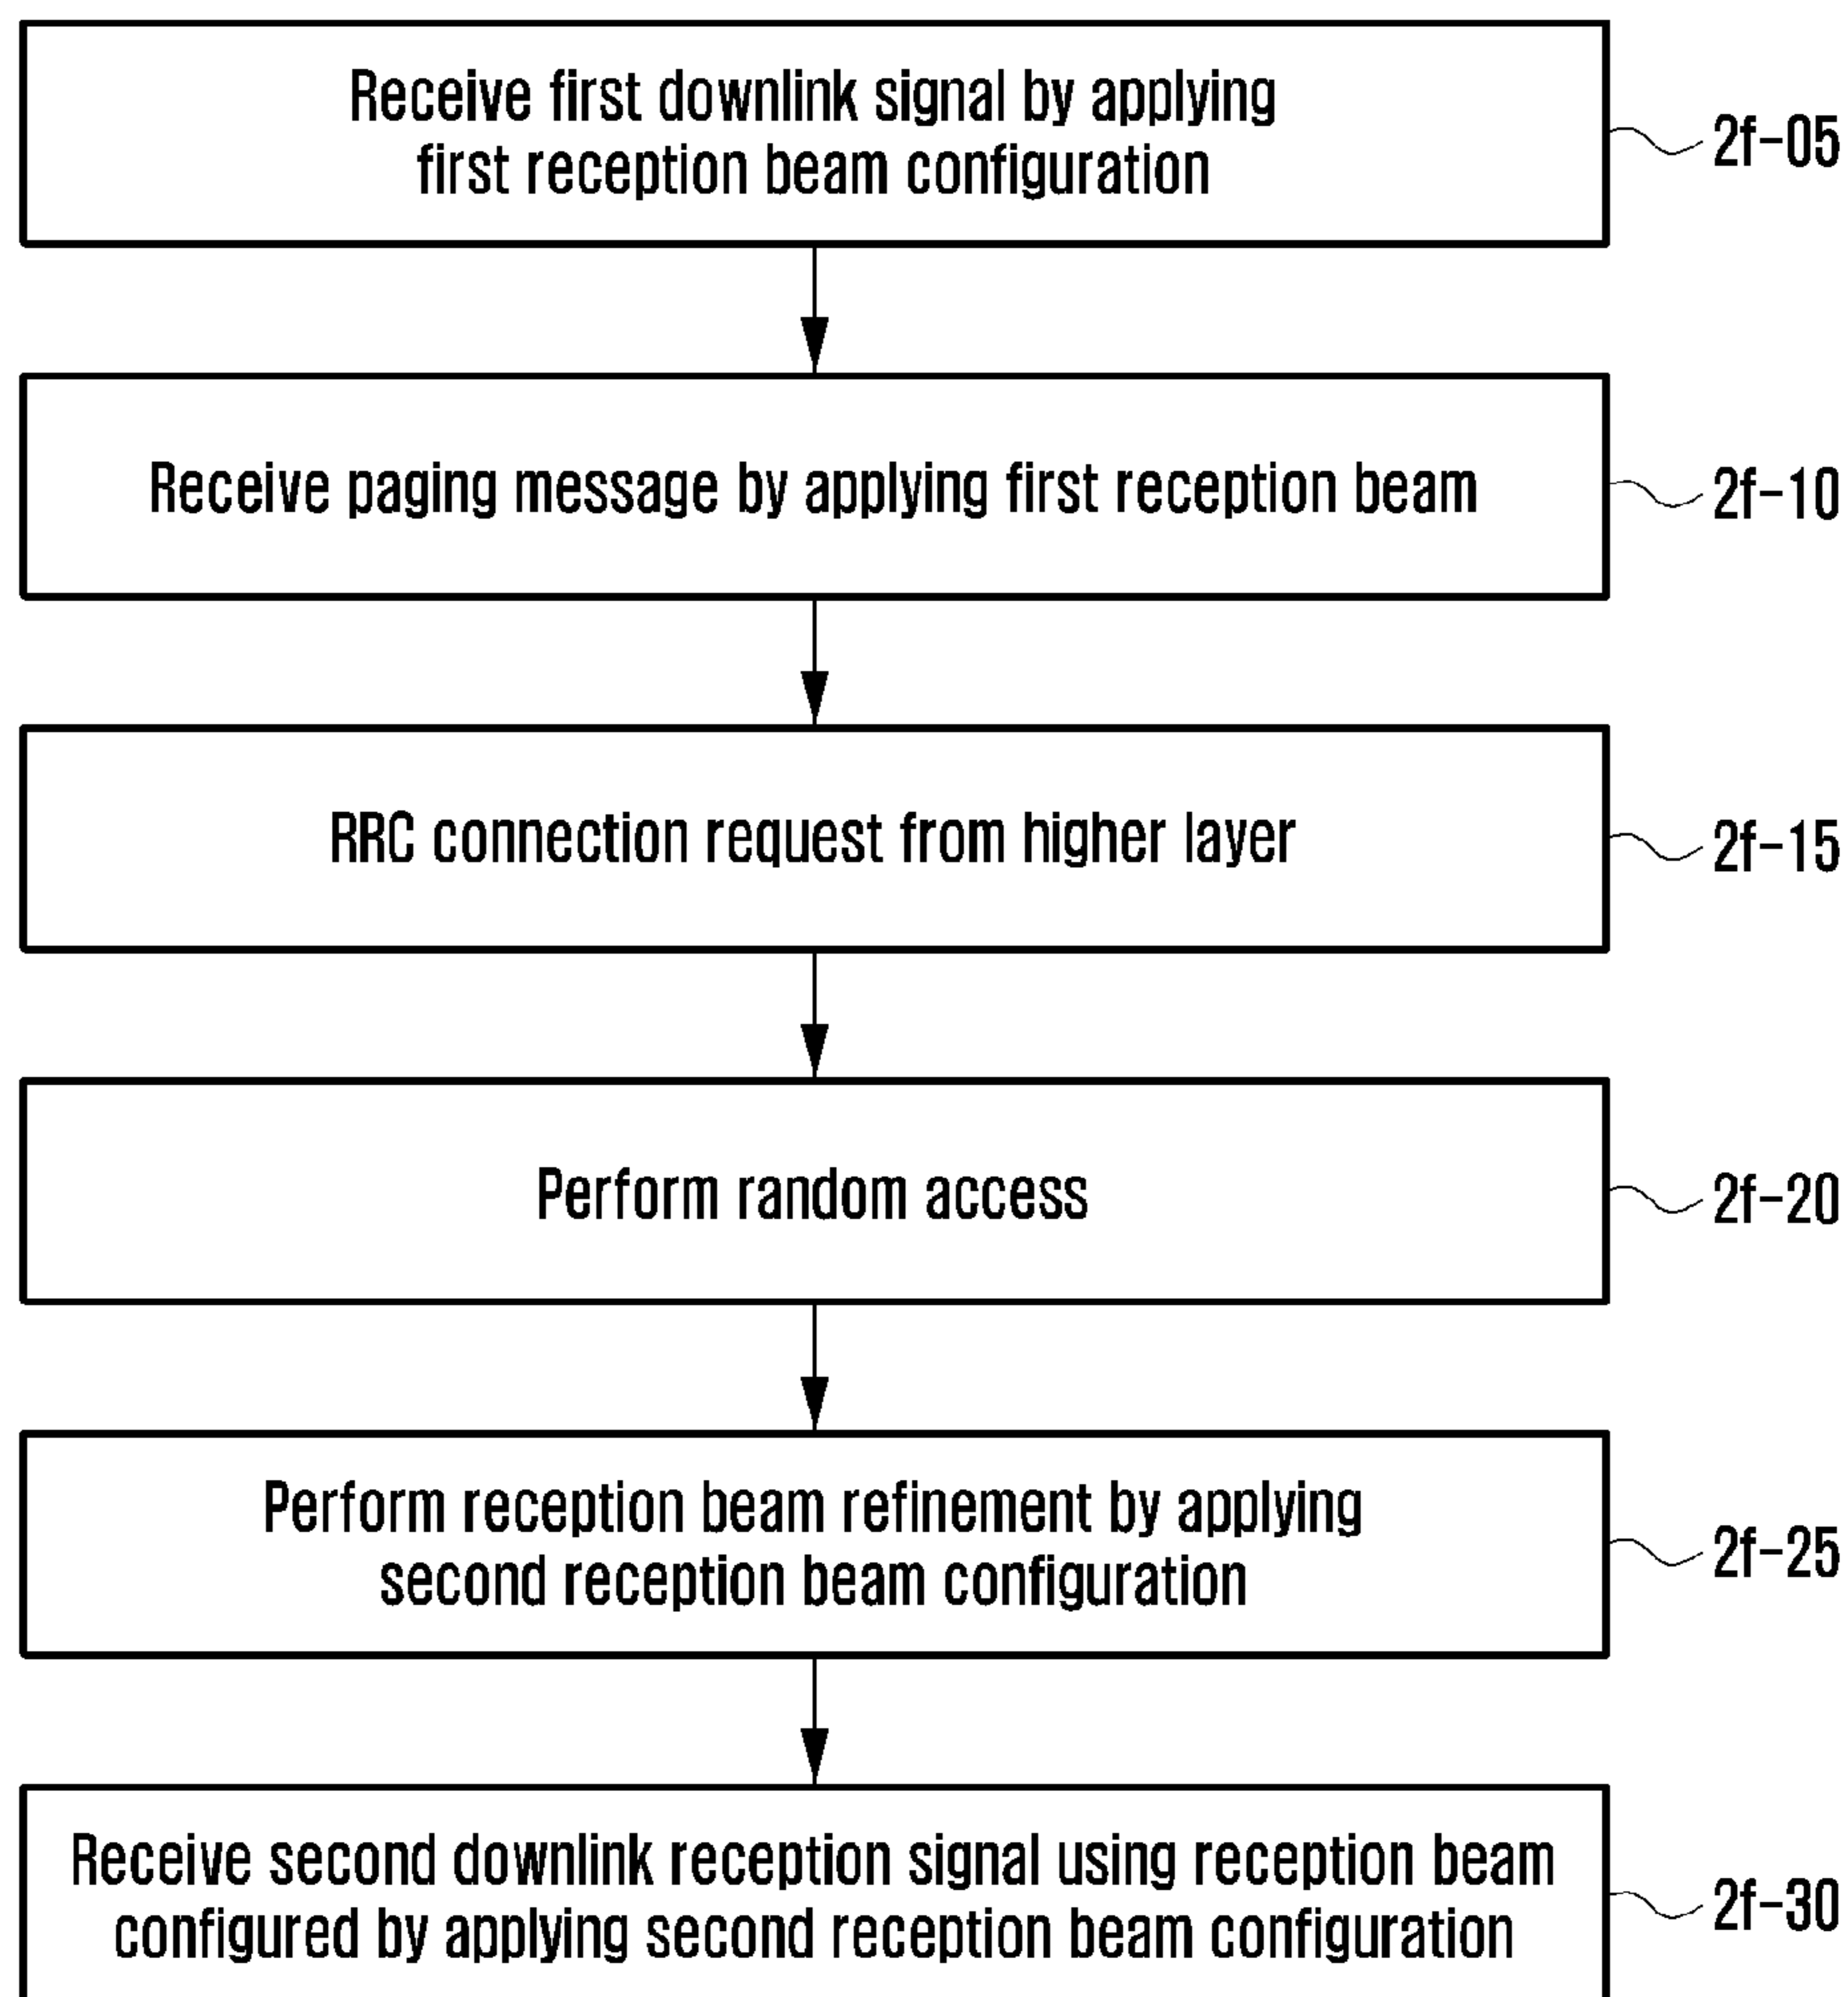 Receive first downlink signal by applying
first reception beam configuration
2f-05
Receive paging message by applying first reception beam
2f-10
RRC connection request from higher layer
2f-15
Perform random access
2f-20
Perform reception beam refinement by applying
second reception beam configuration
2f-25
Receive second downlink reception signal using reception beam
configured by applying second reception beam configuration
2f-30